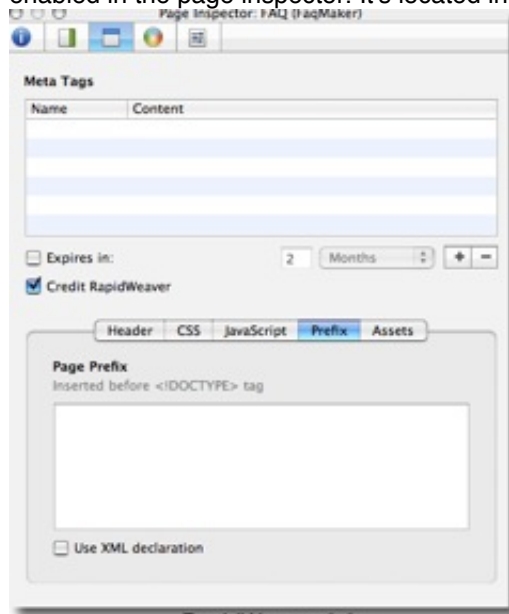 enabled in the page inspector. It's located in
Page Inspector: FAQ (FaqMaker)
Meta Tags
Name Content
Expires in: 2 Months + -
Credit RapidWeaver
Header CSS JavaScript Prefix Assets
Page Prefix
Inserted before <!DOCTYPE> tag
Use XML declaration